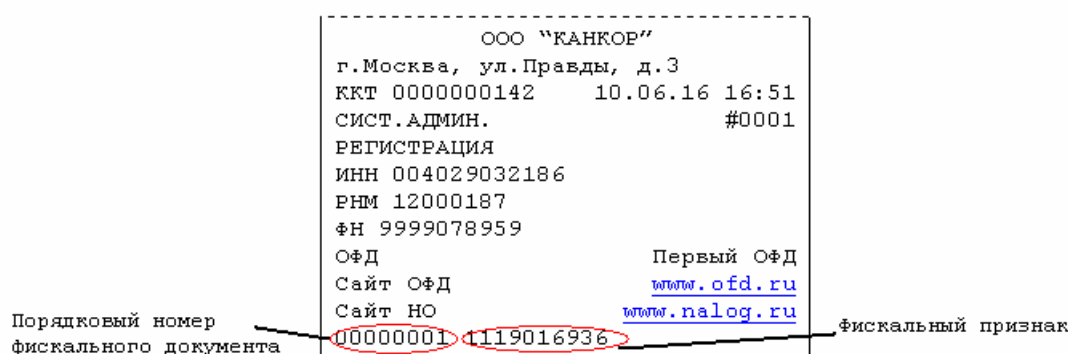 ООО "КАНКОР"
г.Москва, ул.Правды, д.3
ККТ 0000000142 10.06.16 16:51
СИСТ.АДМИН. #0001
РЕГИСТРАЦИЯ
ИНН 004029032186
РНМ 12000187
ФН 9999078959
ОФД Первый ОФД
Сайт ОФД www.ofd.ru
Сайт НО www.nalog.ru
00000001 1119016936
Порядковый номер
фискального документа
Фискальный признак